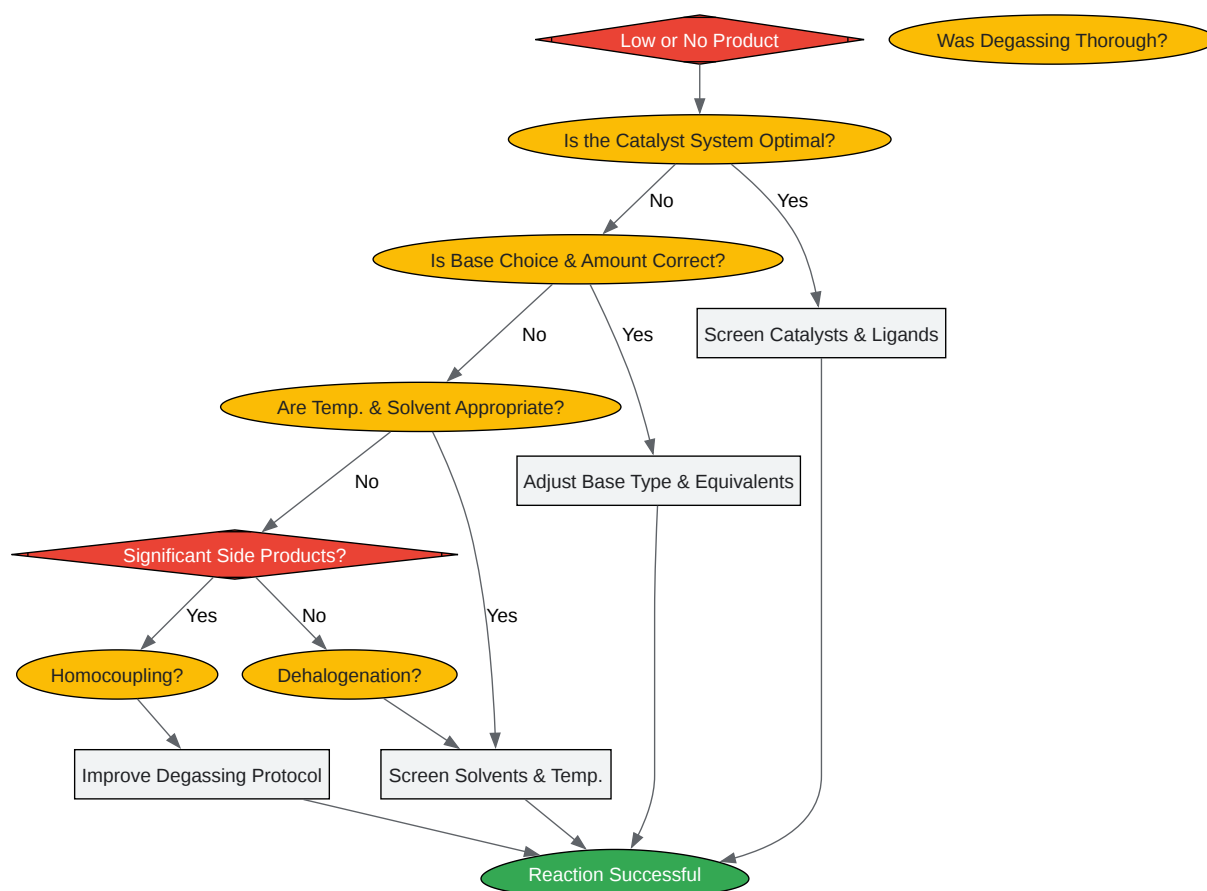 Low or No Product
Was Degassing Thorough?
Is the Catalyst System Optimal?
No
Yes
Is Base Choice & Amount Correct?
No
Yes
Screen Catalysts & Ligands
Are Temp. & Solvent Appropriate?
No
Adjust Base Type & Equivalents
Significant Side Products?
Yes
No
Yes
Homocoupling?
Dehalogenation?
Improve Degassing Protocol
Screen Solvents & Temp.
Reaction Successful